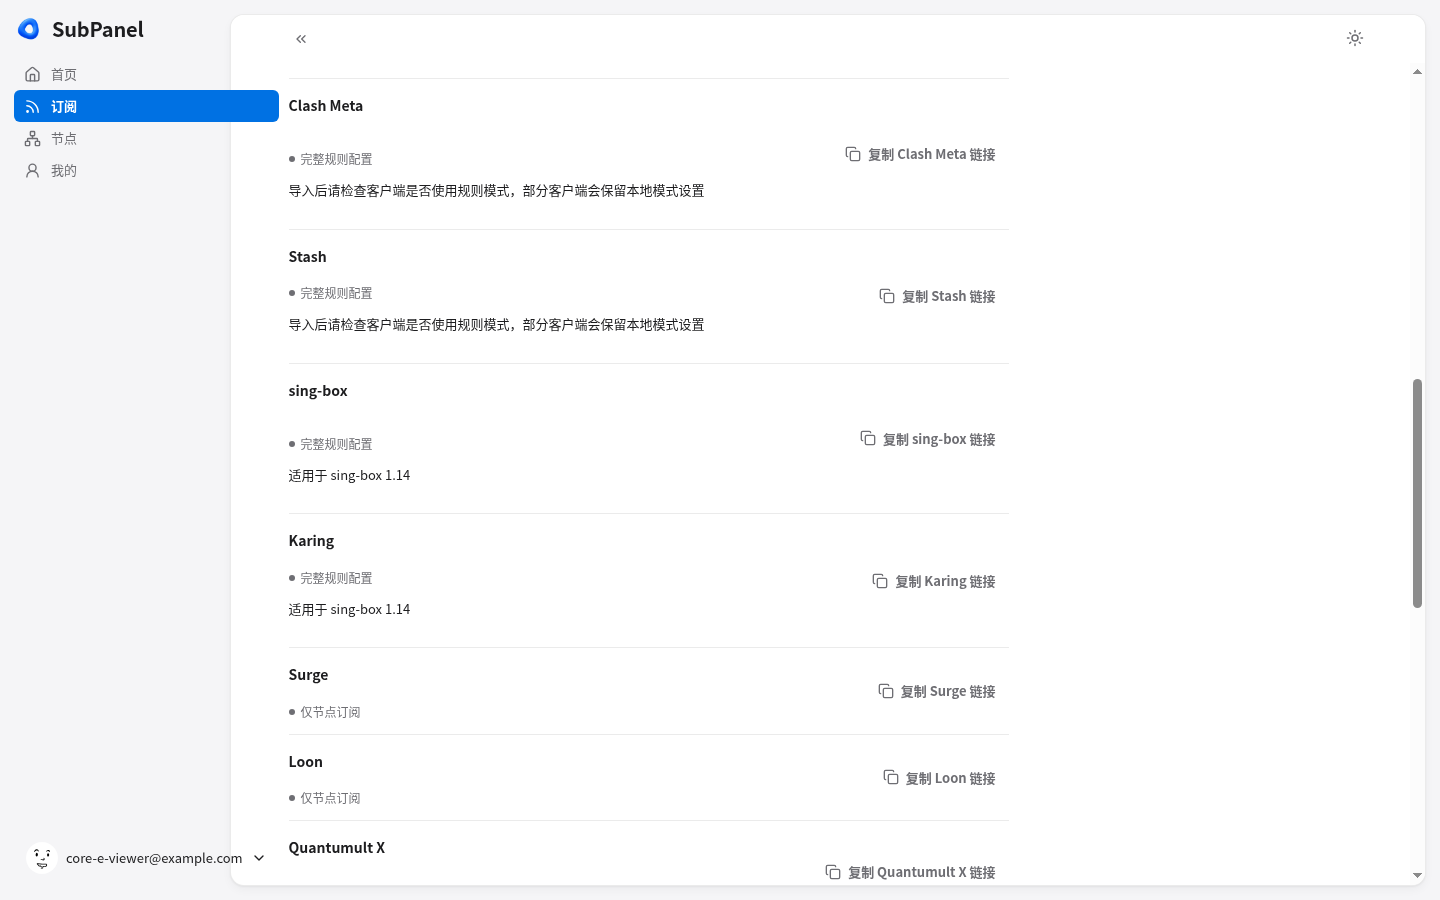 SubPanel
首页
订阅
节点
我的
core-e-viewer@example.com
Clash Meta
完整规则配置
复制 Clash Meta 链接
导入后请检查客户端是否使用规则模式，部分客户端会保留本地模式设置
Stash
完整规则配置
复制 Stash 链接
导入后请检查客户端是否使用规则模式，部分客户端会保留本地模式设置
sing-box
完整规则配置
复制 sing-box 链接
适用于 sing-box 1.14
Karing
完整规则配置
复制 Karing 链接
适用于 sing-box 1.14
Surge
复制 Surge 链接
仅节点订阅
Loon
复制 Loon 链接
仅节点订阅
Quantumult X
复制 Quantumult X 链接